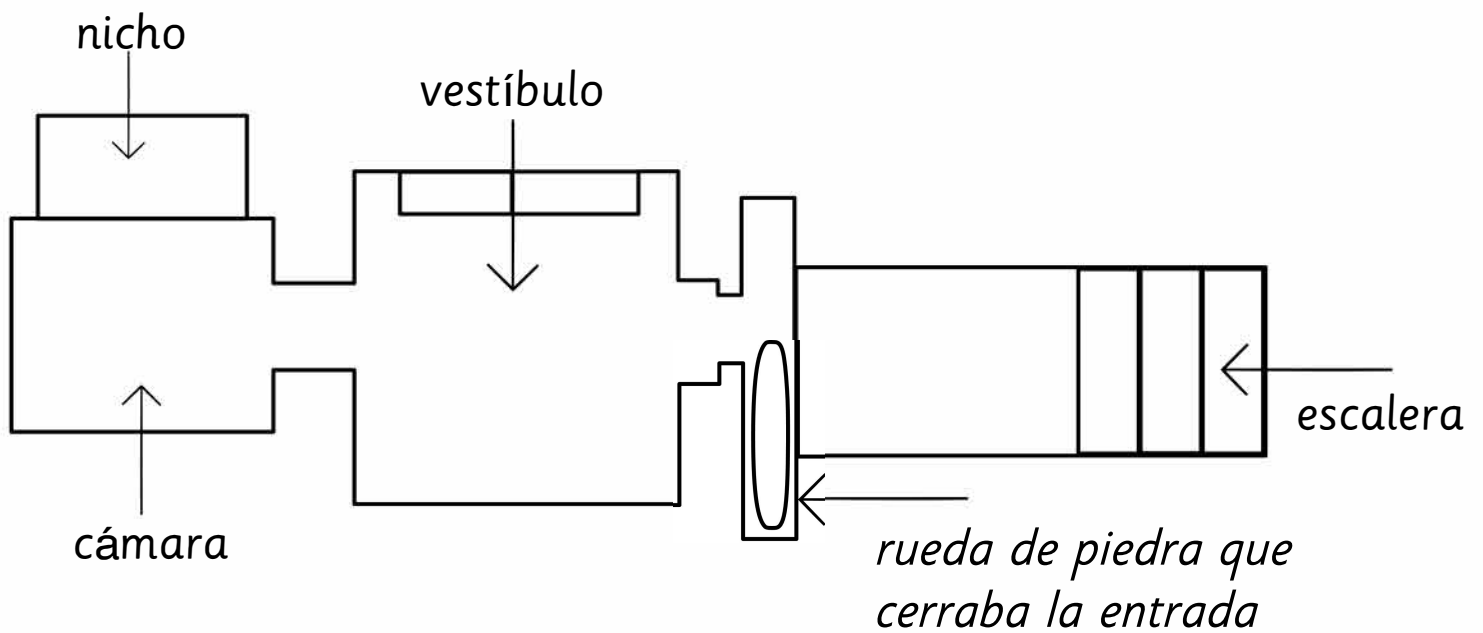 nicho
vestíbulo
escalera
cámara
rueda de piedra que
cerraba la entrada